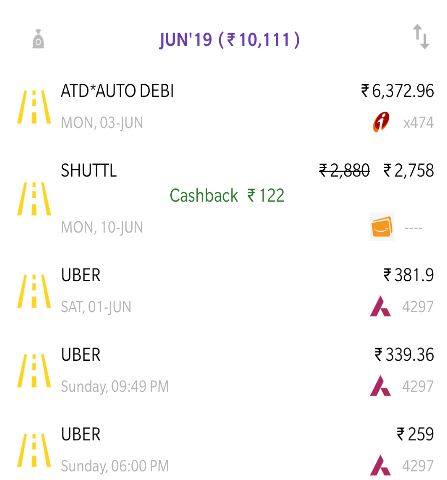 JUN'19 (₹10,111)
ATD*AUTO DEBI ₹6,372.96
MON, 03-JUN x474
SHUTTL ₹2,880 ₹2,758
Cashback ₹122
MON, 10-JUN ----
UBER ₹381.9
SAT, 01-JUN 4297
UBER ₹339.36
Sunday, 09:49 PM 4297
UBER ₹259
Sunday, 06:00 PM 4297